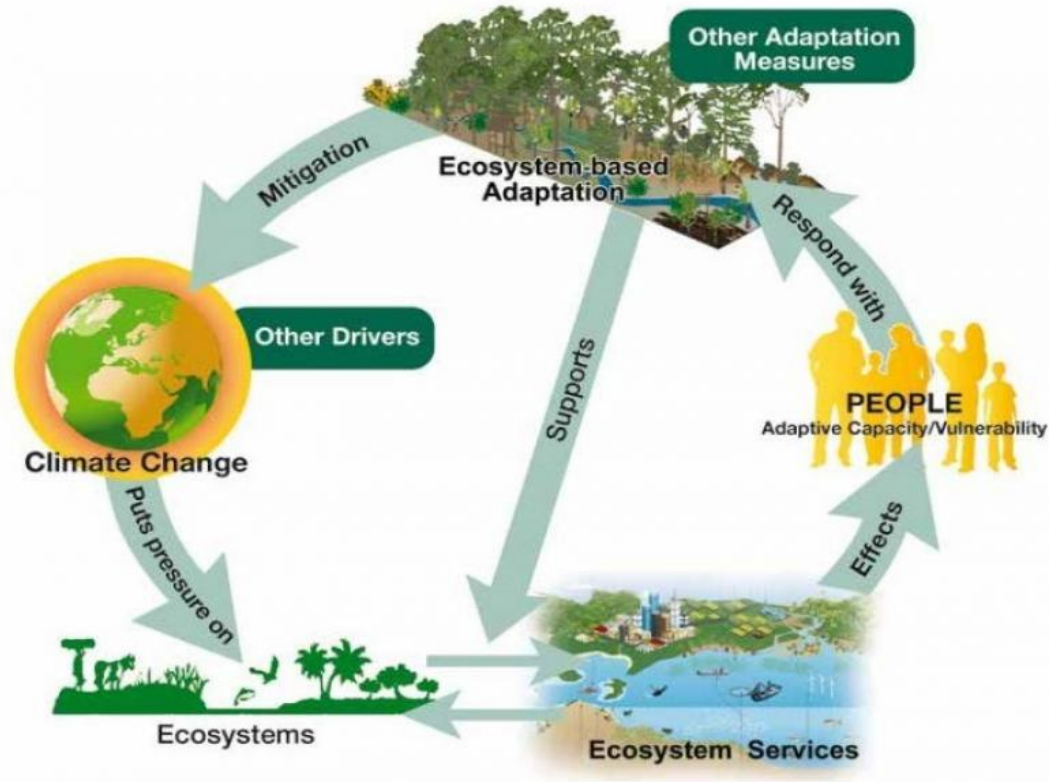 Other Adaptation
Measures
Mitigation
Ecosystem-based
Adaptation
Respond with
Other Drivers
Supports
PEOPLE
Adaptive Capacity/Vulnerability
Climate Change
Puts pressure on
Effects
Ecosystems
Ecosystem Services